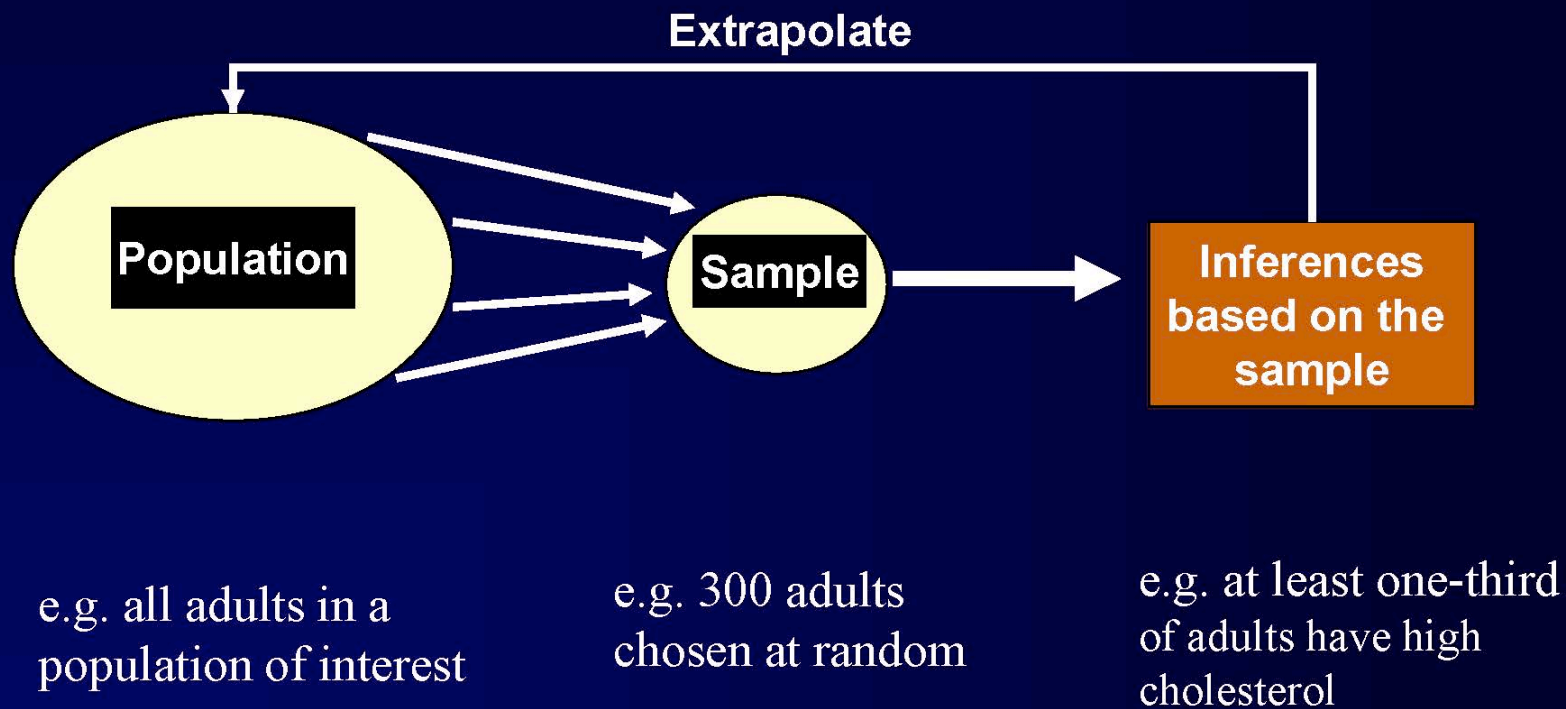 Extrapolate
Population
Sample
Inferences
based on the
sample
e.g. all adults in a
population of interest
e.g. 300 adults
chosen at random
e.g. at least one-third
of adults have high
cholesterol